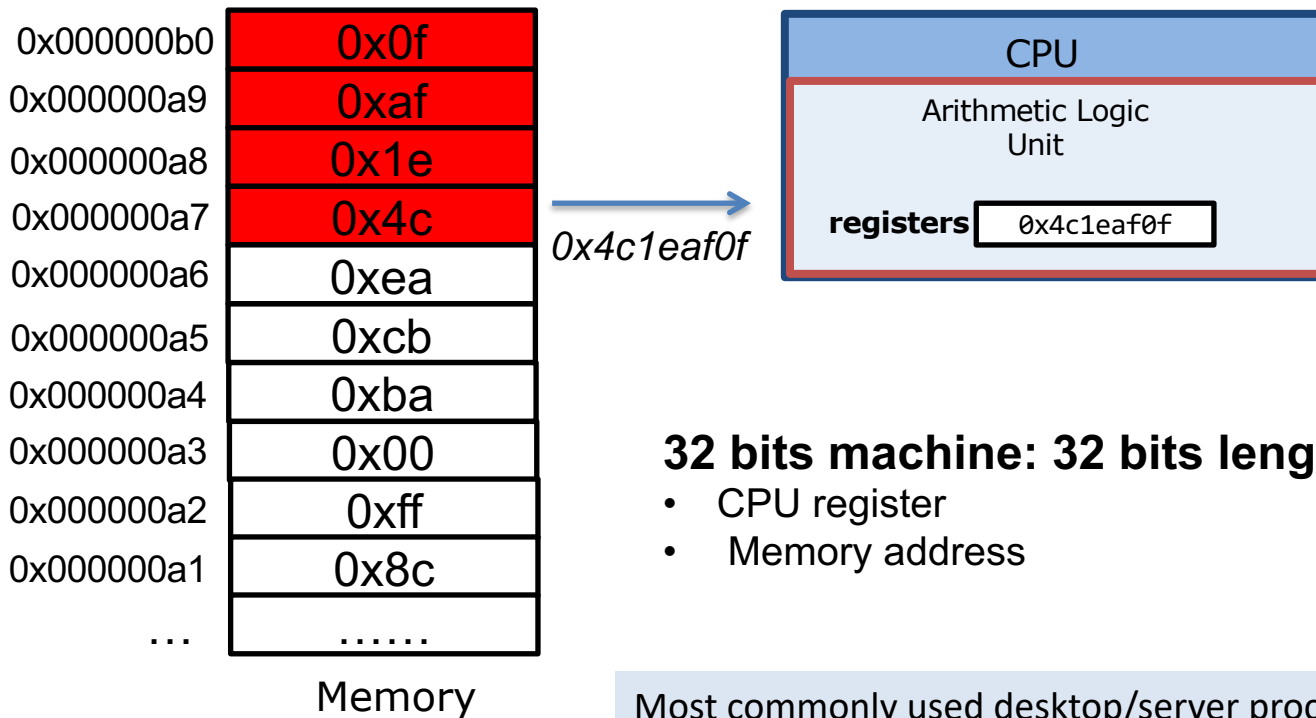 0x000000b0 0x0f
0x000000a9 0xaf
0x000000a8 0x1e
0x000000a7 0x4c
0x000000a6 0xea
0x000000a5 0xcb
0x000000a4 0xba
0x000000a3 0x00
0x000000a2 0xff
0x000000a1 0x8c
... ......
Memory
0x4c1eaf0f
CPU
Arithmetic Logic
Unit
registers 0x4c1eaf0f
32 bits machine: 32 bits leng
• CPU register
• Memory address
Most commonly used desktop/server proc